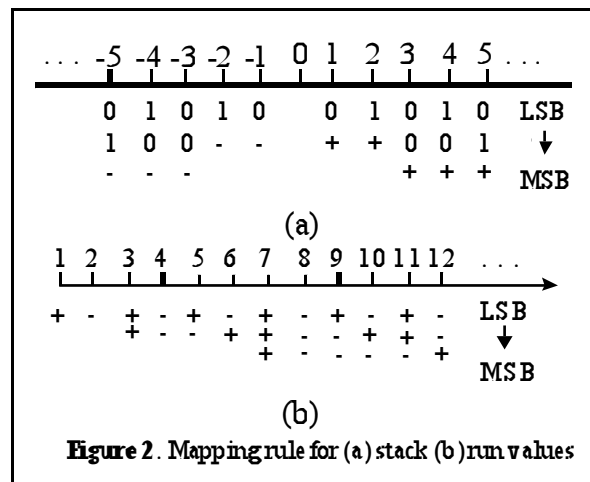 . . . -5 -4 -3 -2 -1 0 1 2 3 4 5 . . .
0 1 0 1 0 0 1 0 1 0 LSB
1 0 0 - - + + 0 0 1
- - - + + + MSB
(a)
1 2 3 4 5 6 7 8 9 10 11 12 . . .
+ - + - + - + - + - + - LSB
+ - - + + - - + + -
+ - - - - + MSB
(b)
Figure 2. Mapping rule for (a) stack (b) run values